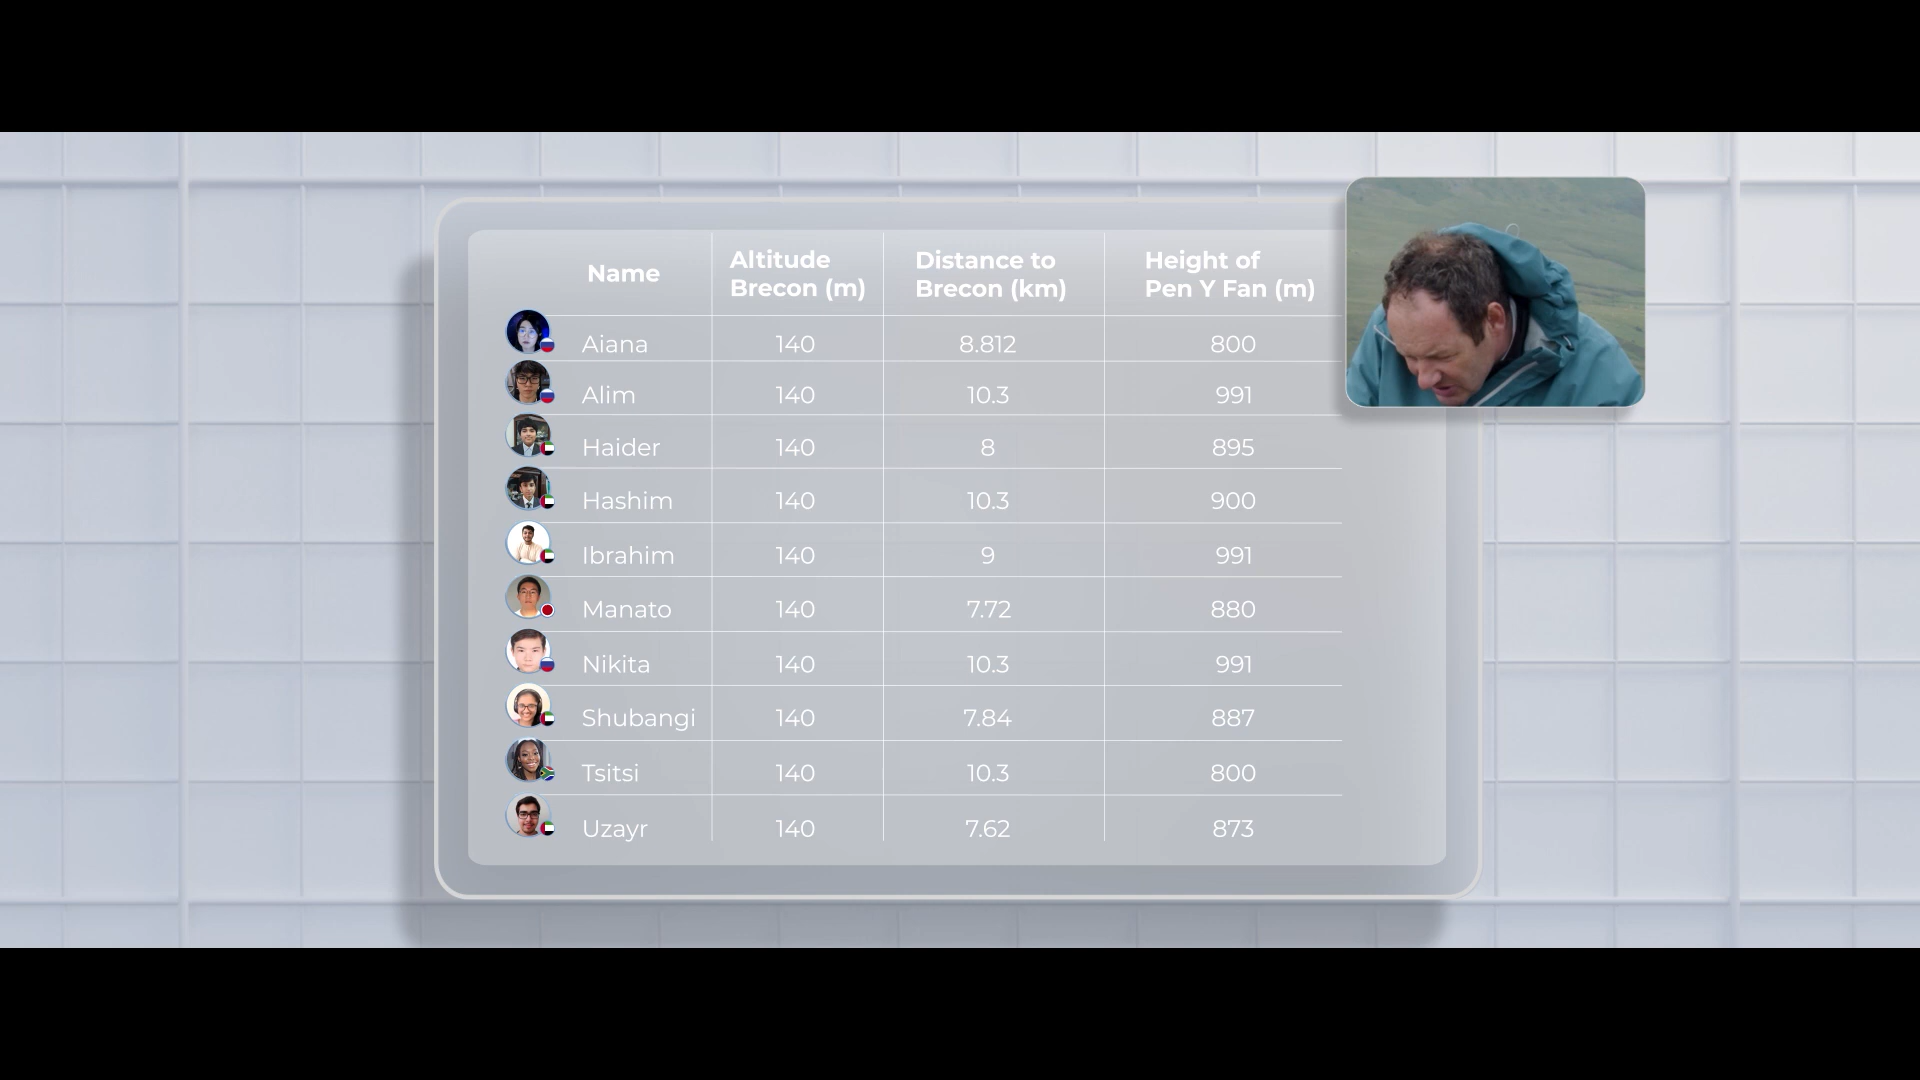 Name Altitude Brecon (m) Distance to Brecon (km) Height of Pen Y Fan (m)
Aiana 140 8.812 800
Alim 140 10.3 991
Haider 140 8 895
Hashim 140 10.3 900
Ibrahim 140 9 991
Manato 140 7.72 880
Nikita 140 10.3 991
Shubangi 140 7.84 887
Tsitsi 140 10.3 800
Uzayr 140 7.62 873